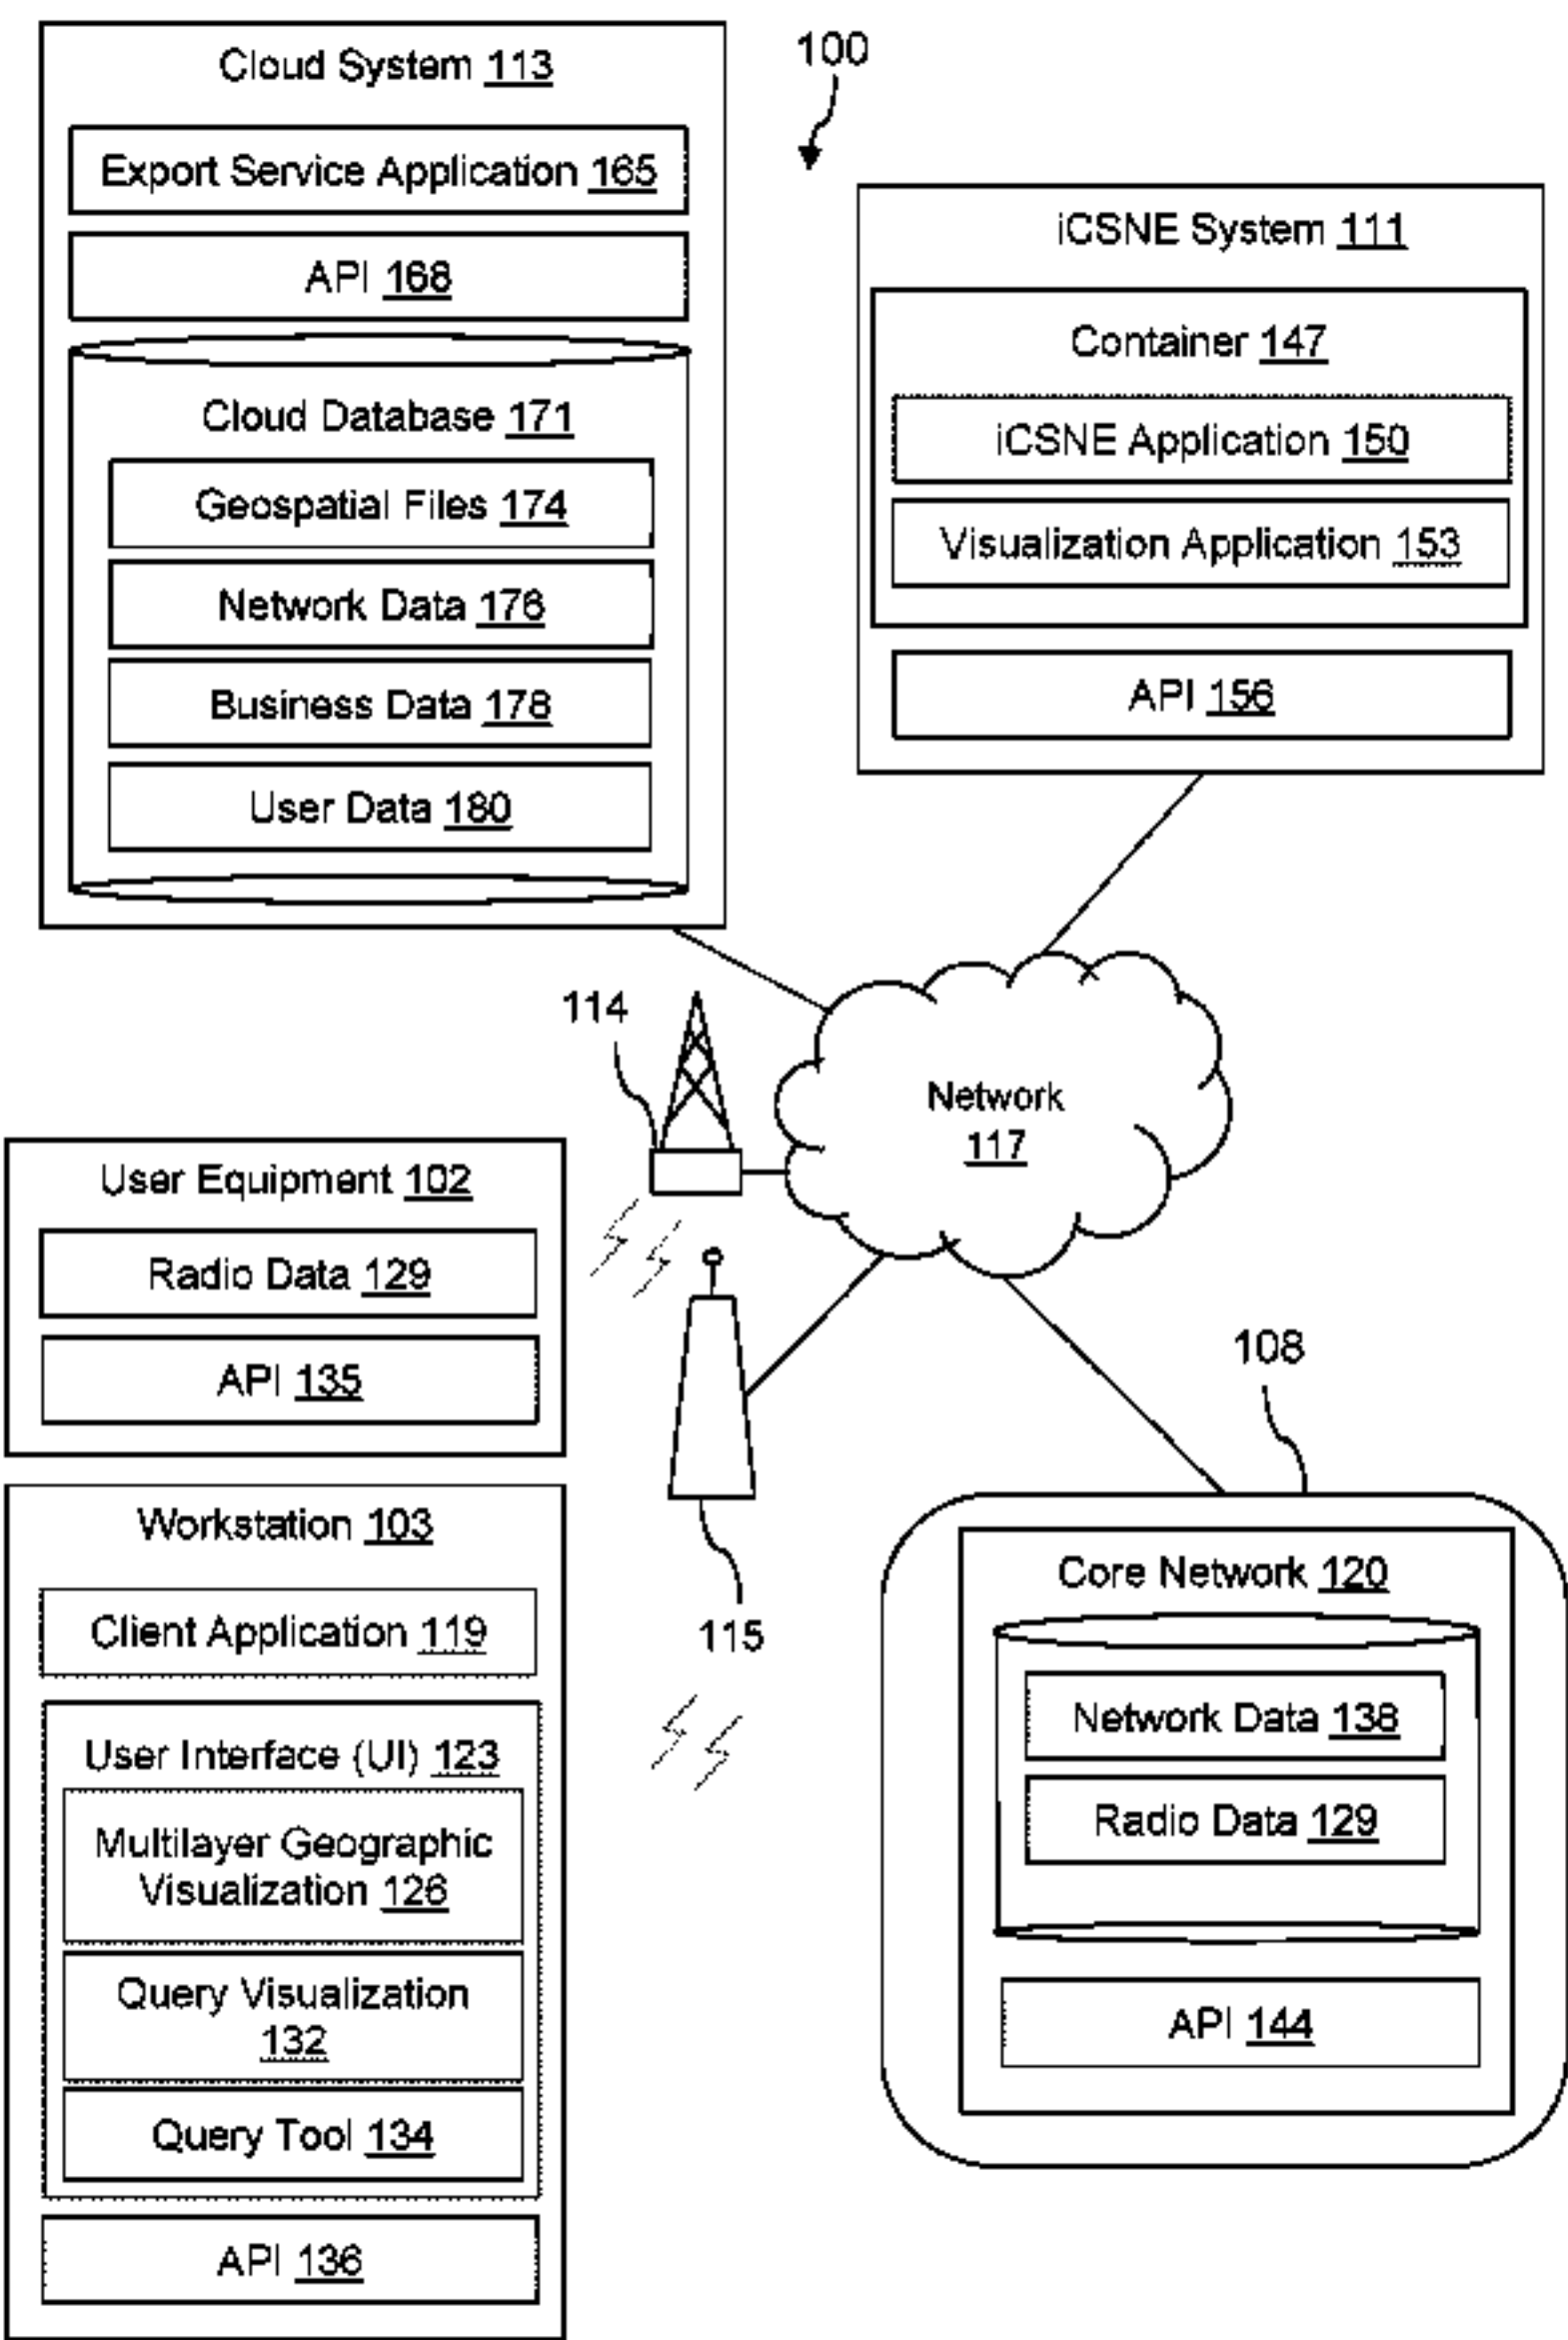 Cloud System 113
Export Service Application 165
API 168
Cloud Database 171
Geospatial Files 174
Network Data 176
Business Data 178
User Data 180
100
iCSNE System 111
Container 147
iCSNE Application 150
Visualization Application 153
API 156
114
Network
117
User Equipment 102
Radio Data 129
API 135
115
108
Workstation 103
Client Application 119
User Interface (UI) 123
Multilayer Geographic
Visualization 126
Query Visualization
132
Query Tool 134
API 136
Core Network 120
Network Data 138
Radio Data 129
API 144